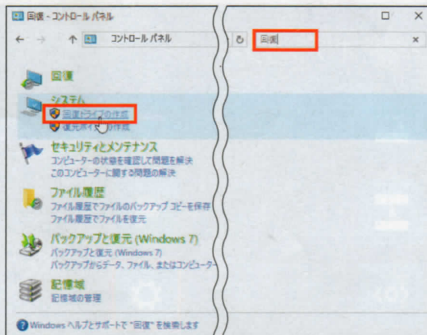 回復 - コントロール パネル
コントロール パネル
回復
回復
システム
回復ドライブの作成
復元ポイントの作成
セキュリティとメンテナンス
コンピューターの状態を確認して問題を解決
このコンピューターに関する問題の解決
ファイル履歴
ファイル履歴でファイルのバックアップ コピーを保存
ファイル履歴でファイルを復元
バックアップと復元 (Windows 7)
バックアップと復元 (Windows 7)
バックアップからデータ、ファイル、またはコンピューター
記憶域
記憶域の管理
Windows ヘルプとサポートで "回復" を検索します